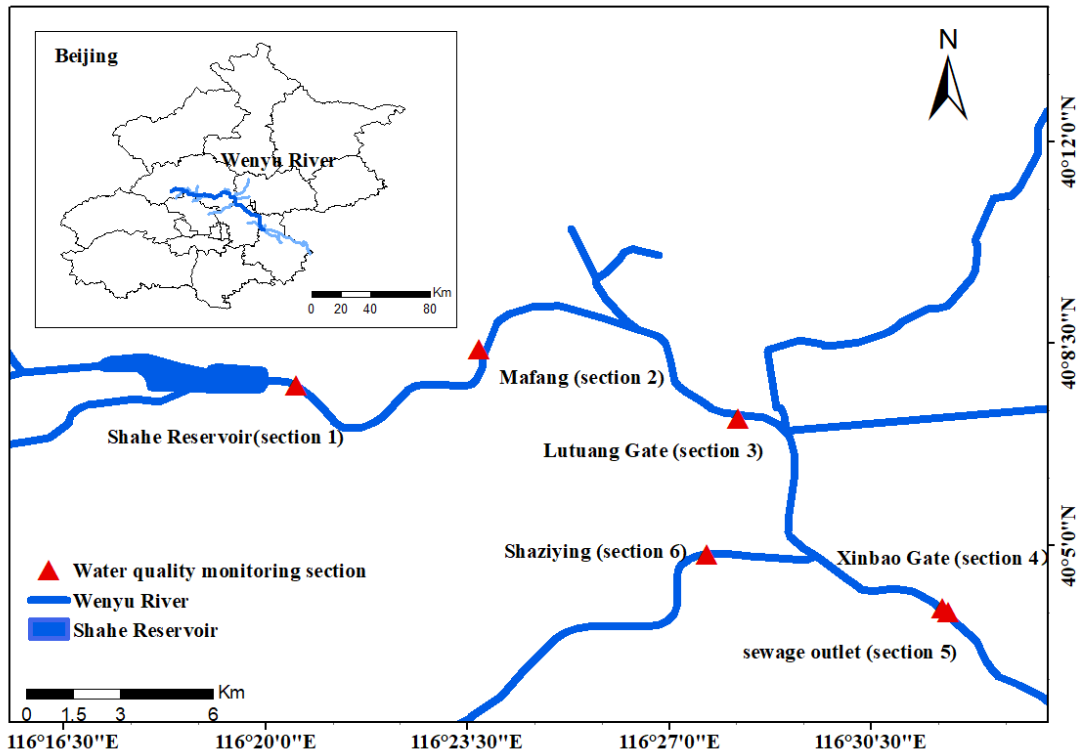 Beijing
Wenyu River
Km
0 20 40 80
N
40°12'0"N
40°8'30"N
40°5'0"N
Mafang (section 2)
Shahe Reservoir(section 1)
Lutuang Gate (section 3)
Shaziying (section 6)
Xinbao Gate (section 4)
sewage outlet (section 5)
Water quality monitoring section
Wenyu River
Shahe Reservoir
Km
0 1.5 3 6
116°16'30"E 116°20'0"E 116°23'30"E 116°27'0"E 116°30'30"E